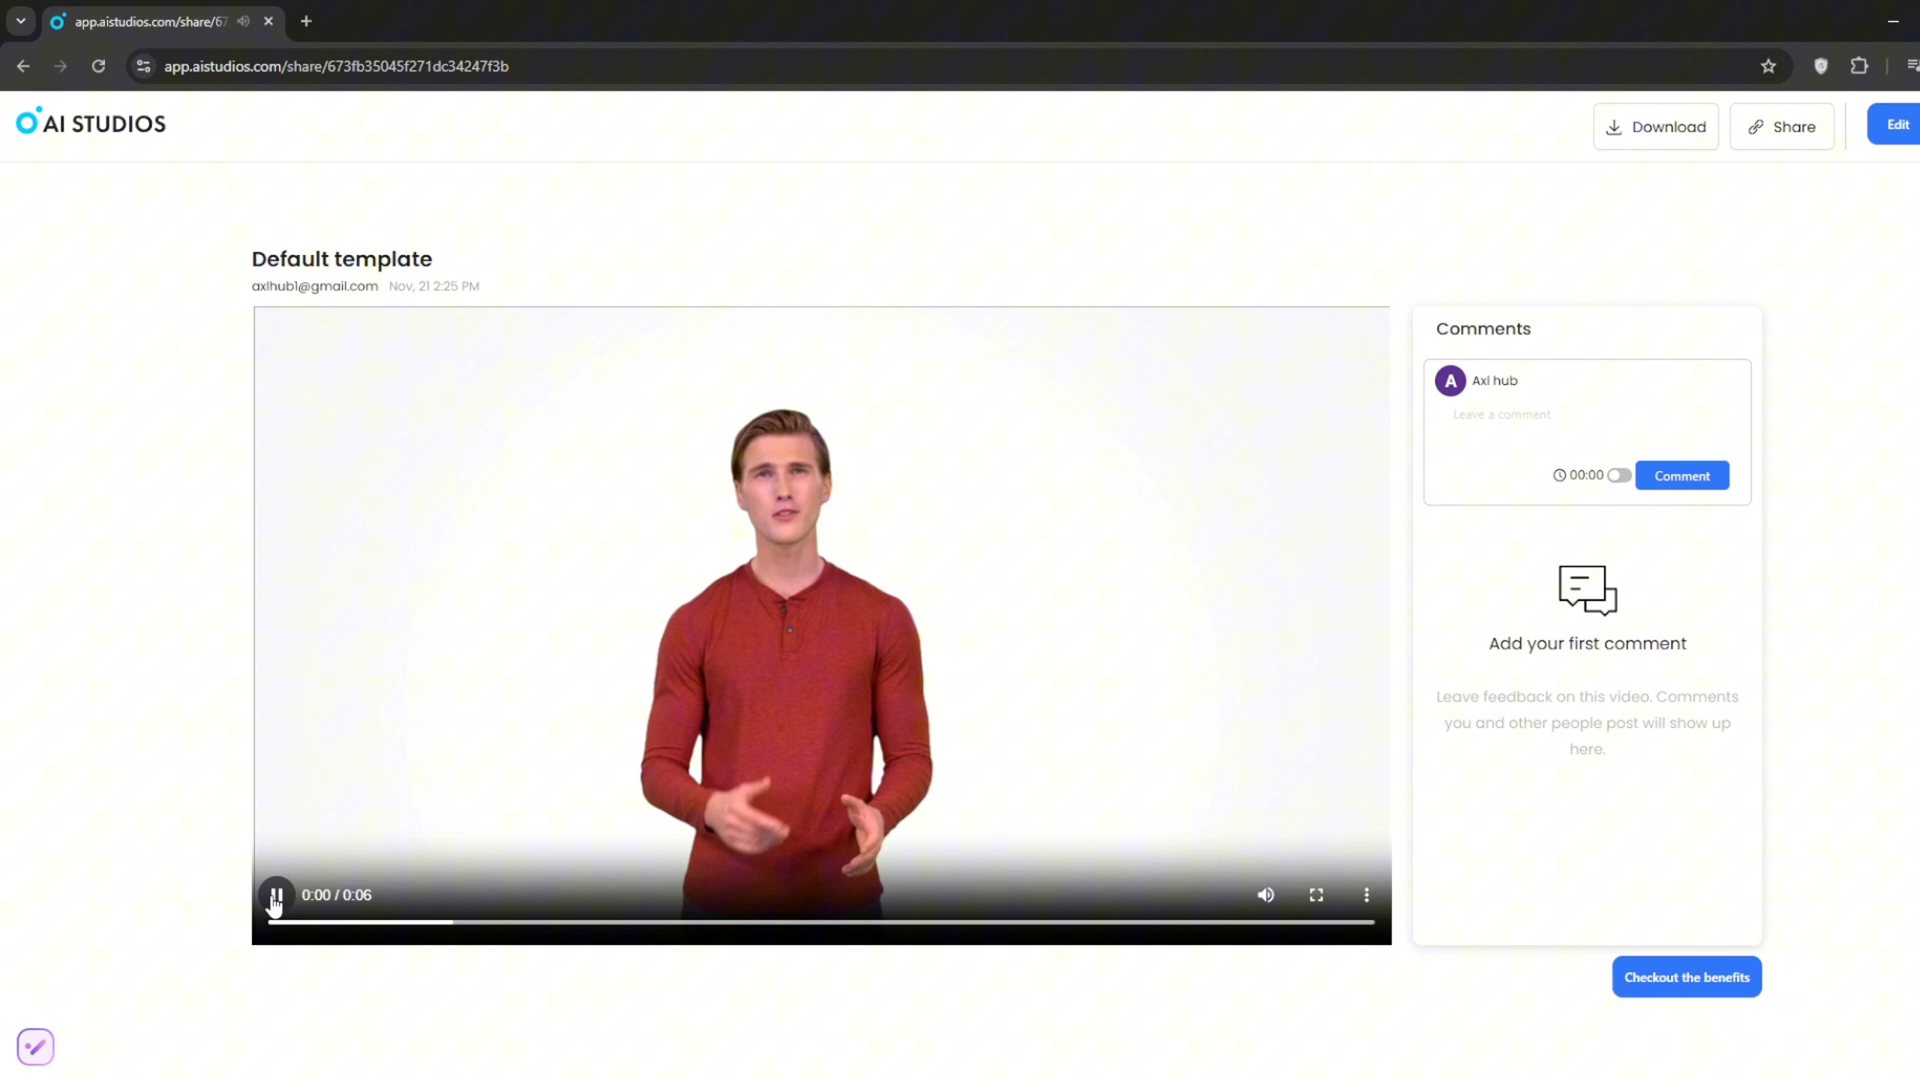 app.aistudios.com/share/67
app.aistudios.com/share/673fb35045f271dc34247f3b
AI STUDIOS
Download
Share
Edit
Default template
axlhub1@gmail.com Nov, 21 2:25 PM
Comments
A Axl hub
Leave a comment
00:00
Comment
Add your first comment
Leave feedback on this video. Comments
you and other people post will show up
here.
0:00 / 0:06
Checkout the benefits